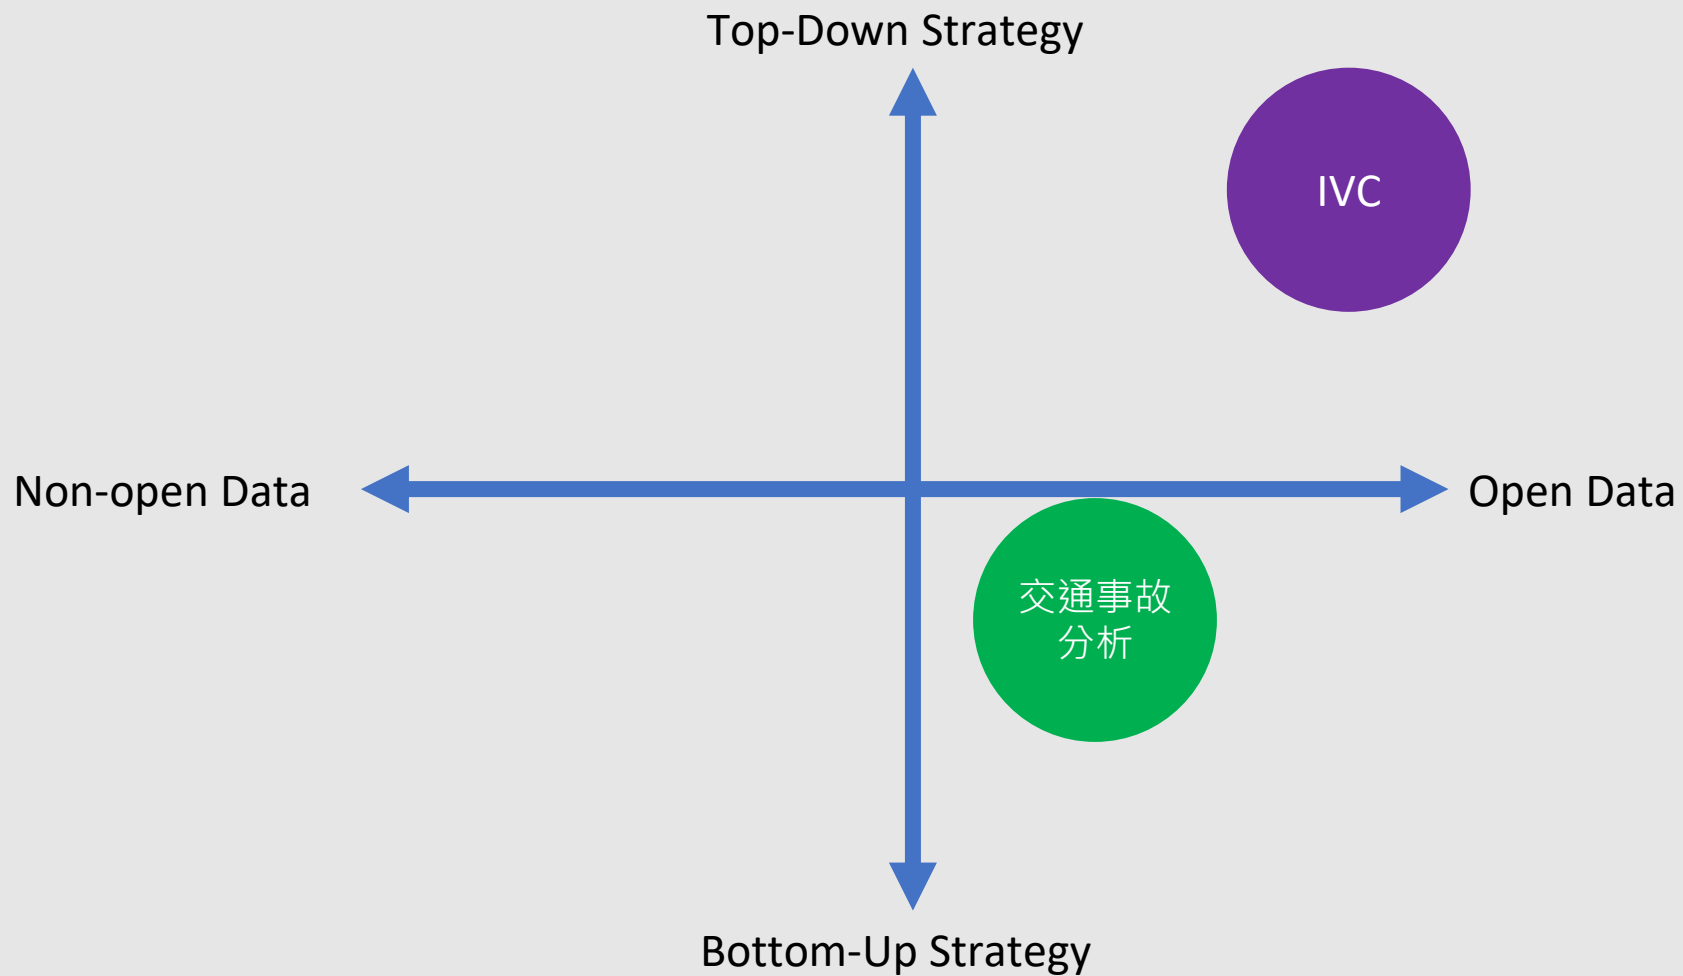 Top-Down Strategy
IVC
Non-open Data
Open Data
交通事故
分析
Bottom-Up Strategy